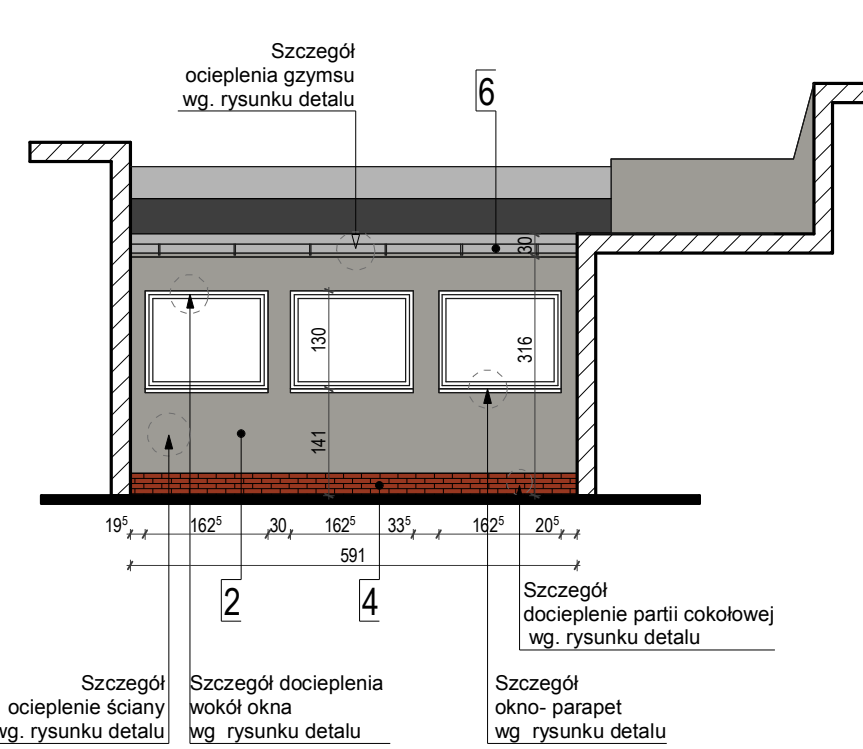 Szczegół
ocieplenia gzymsu
wg. rysunku detalu
6
30
130
316
141
19⁵ 162⁵ 30 162⁵ 33⁵ 162⁵ 20⁵
591
2
4
Szczegół
docieplenie partii cokołowej
wg. rysunku detalu
Szczegół
ocieplenie ściany
wg. rysunku detalu
Szczegół docieplenia
wokół okna
wg rysunku detalu
Szczegół
okno- parapet
wg rysunku detalu